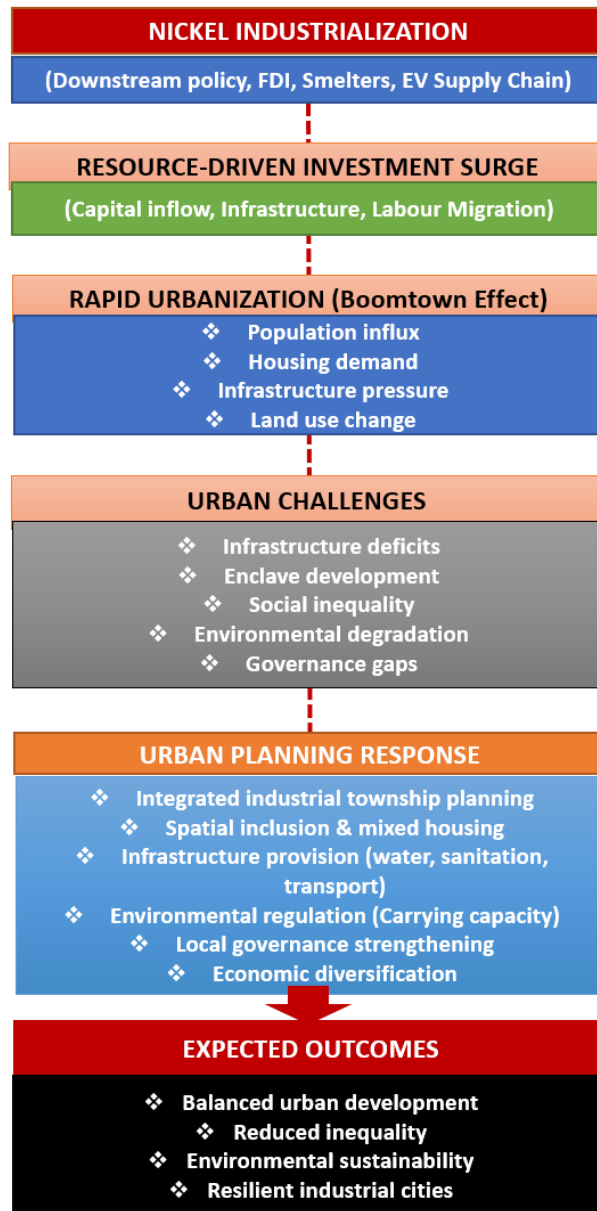 NICKEL INDUSTRIALIZATION
(Downstream policy, FDI, Smelters, EV Supply Chain)
RESOURCE-DRIVEN INVESTMENT SURGE
(Capital inflow, Infrastructure, Labour Migration)
RAPID URBANIZATION (Boomtown Effect)
❖ Population influx
❖ Housing demand
❖ Infrastructure pressure
❖ Land use change
URBAN CHALLENGES
❖ Infrastructure deficits
❖ Enclave development
❖ Social inequality
❖ Environmental degradation
❖ Governance gaps
URBAN PLANNING RESPONSE
❖ Integrated industrial township planning
❖ Spatial inclusion & mixed housing
❖ Infrastructure provision (water, sanitation,
transport)
❖ Environmental regulation (Carrying capacity)
❖ Local governance strengthening
❖ Economic diversification
EXPECTED OUTCOMES
❖ Balanced urban development
❖ Reduced inequality
❖ Environmental sustainability
❖ Resilient industrial cities